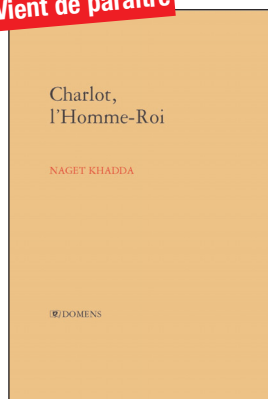 Vient de paraître
Charlot,
l'Homme-Roi
NAGET KHADDA
DOMENS